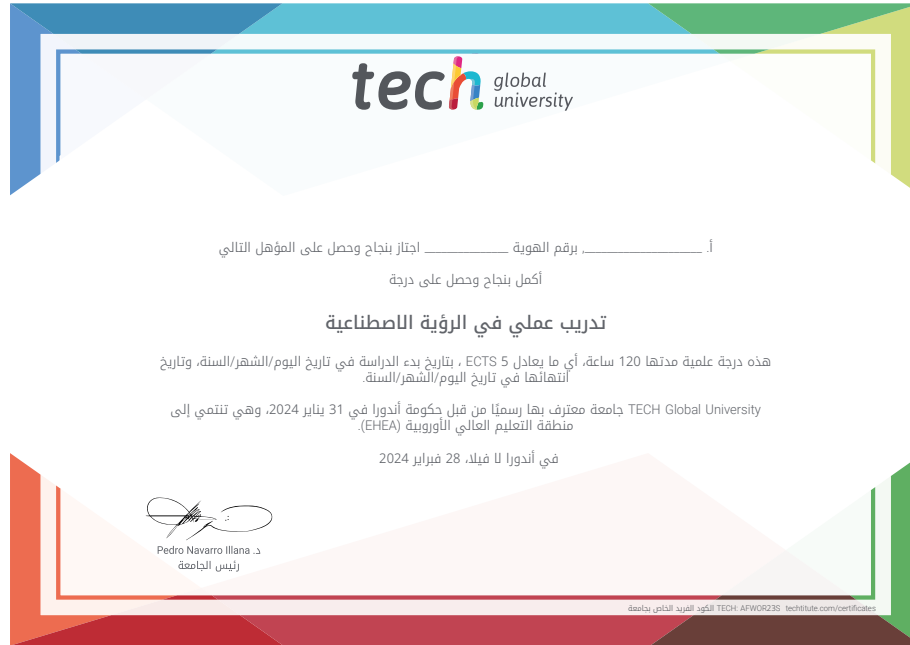 tech global
university
أ. __________________, برقم الهوية _____________ اجتاز بنجاح وحصل على المؤهل التالي
أكمل بنجاح وحصل على درجة
تدريب عملي في الرؤية الاصطناعية
هذه درجة علمية مدتها 120 ساعة، أي ما يعادل 5 ECTS ، بتاريخ بدء الدراسة في تاريخ اليوم/الشهر/السنة، وتاريخ
انتهائها في تاريخ اليوم/الشهر/السنة.
TECH Global University جامعة معترف بها رسميًا من قبل حكومة أندورا في 31 يناير 2024، وهي تنتمي إلى
منطقة التعليم العالي الأوروبية (EHEA).
في أندورا لا فيلا، 28 فبراير 2024
د. Pedro Navarro Illana
رئيس الجامعة
الكود الفريد الخاص بجامعة TECH: AFWOR23S techtitute.com/certificates